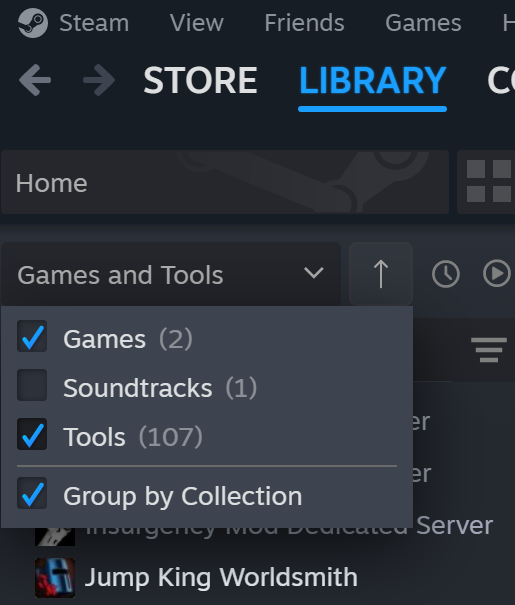 Steam View Friends Games H
STORE LIBRARY
Home
Games and Tools
Games (2)
Soundtracks (1)
er
Tools (107)
er
Group by Collection
Insurgency Mod Dedicated Server
Jump King Worldsmith